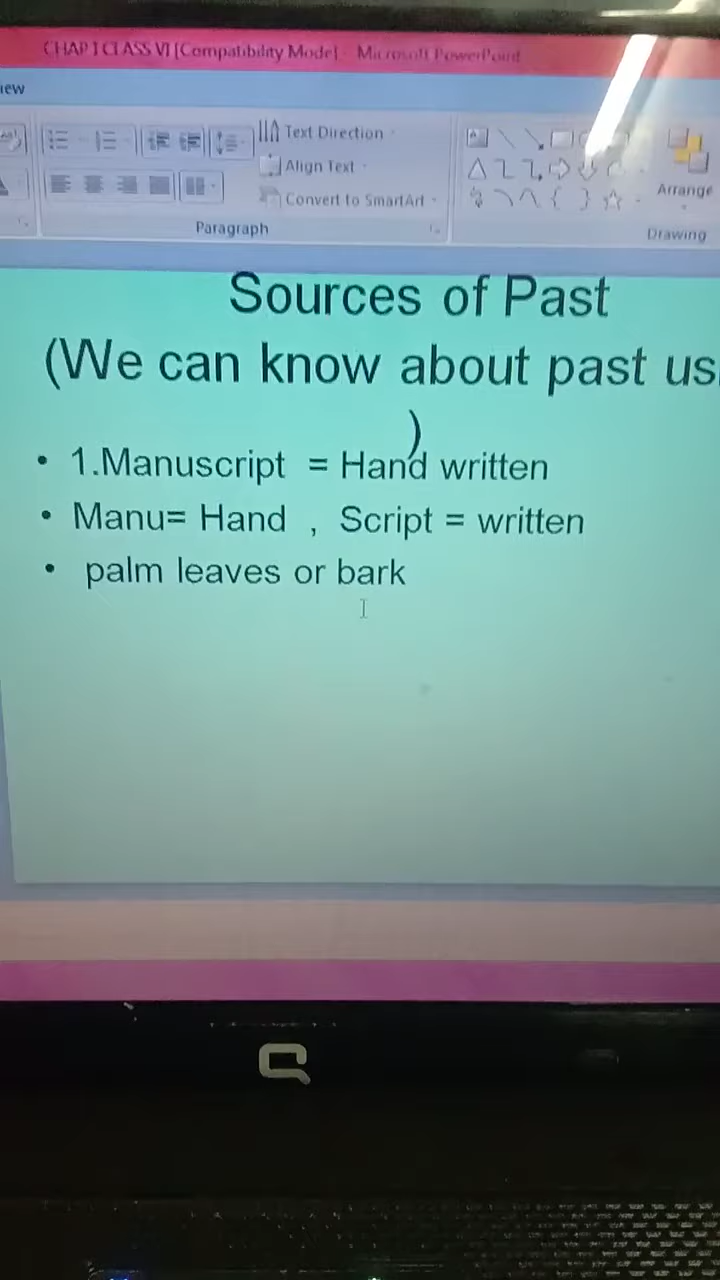 CHAP I CLASS VI [Compatibility Mode] - Microsoft PowerPoint
iew
Text Direction
Align Text
Convert to SmartArt
Paragraph
Arrange
Drawing
Sources of Past
(We can know about past us
)
• 1.Manuscript = Hand written
• Manu= Hand , Script = written
• palm leaves or bark